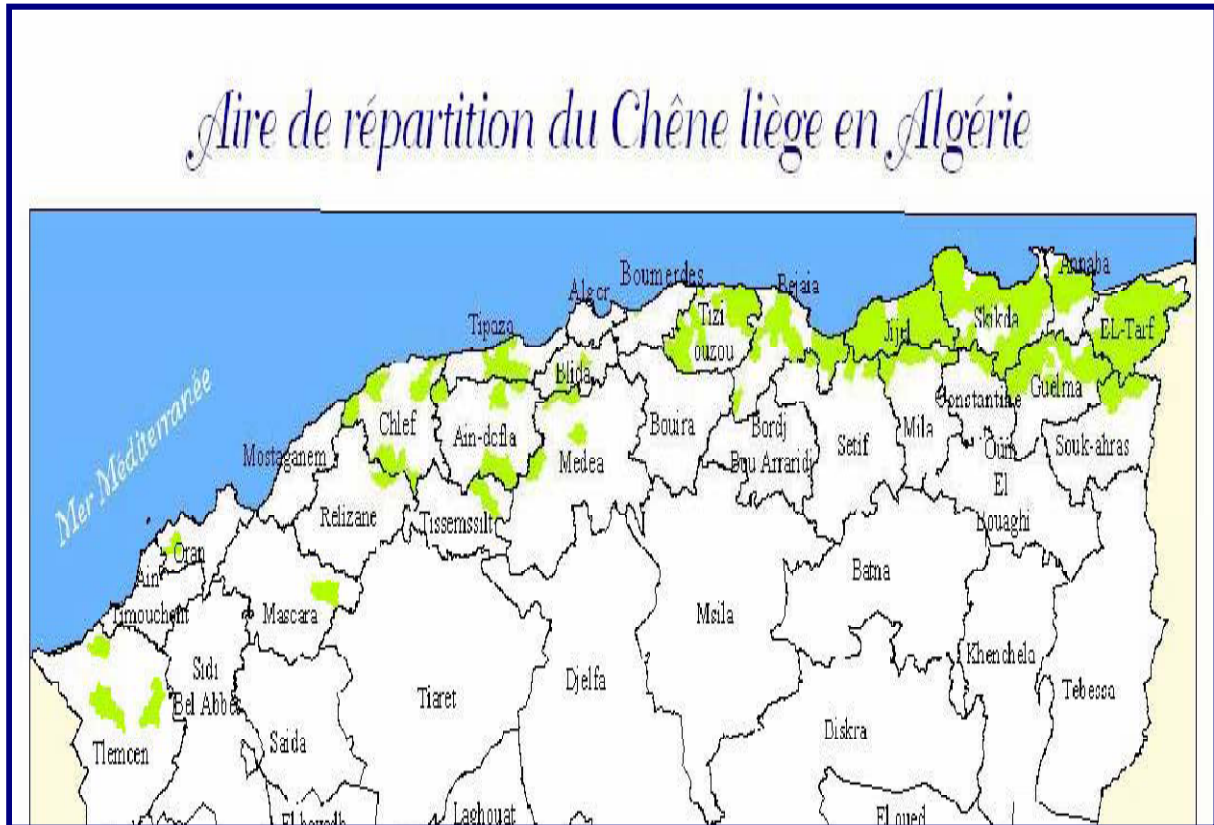 Aire de répartition du Chêne liège en Algérie
Boumerdes
Annaba
Alger
Bejaia
Tipaza
Tizi
ouzou
Jijel
Skikda
EL-Tarf
Blida
Guelma
Constantine
Mer Méditerranée
Chlef
Ain-defla
Bouira
Bordj
Bou Arraridj
Setif
Mila
Souk-ahras
Mostaganem
Medea
Oum
El
Bouaghi
Relizane
Tissemssilt
Oran
Ain
Timouchent
Batna
Mascara
Msila
Sidi
Bel Abbes
Khenchela
Djelfa
Tiaret
Tebessa
Tlemcen
Saida
Diskra
Laghouat
El oued